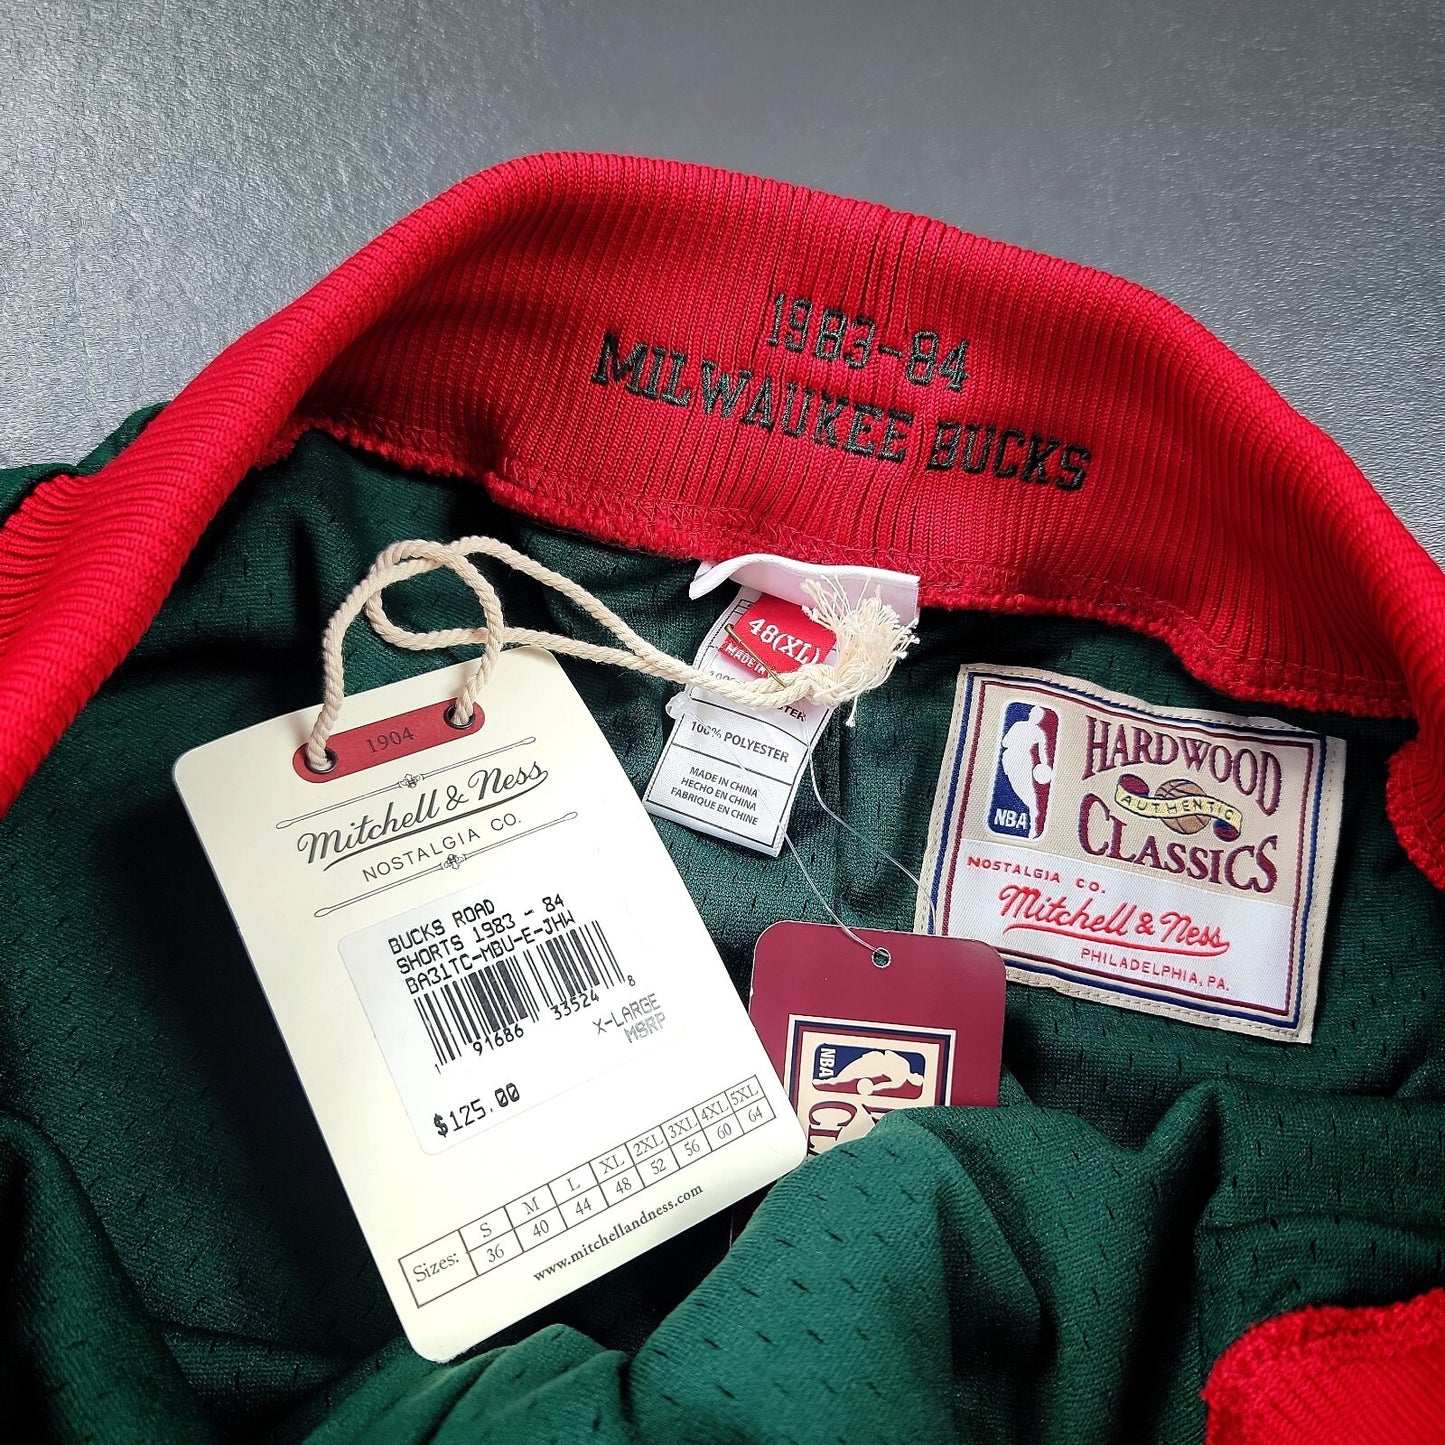 1983-84
MILWAUKEE BUCKS
48(XL)
MADE IN
100% POLYESTER
MADE IN CHINA
HECHO EN CHINA
FABRIQUE EN CHINE
1904
Mitchell & Ness
NOSTALGIA CO.
BUCKS ROAD
SHORTS 1983 - 84
BA31TC-MBU-E-JHW
91686 33524 8
X-LARGE
MSRP
$125.00
Sizes: S M L XL 2XL 3XL 4XL 5XL
36 40 44 48 52 56 60 64
www.mitchellandness.com
NBA
HARDWOOD
AUTHENTIC
CLASSICS
NOSTALGIA CO.
Mitchell & Ness
PHILADELPHIA, PA.
NBA